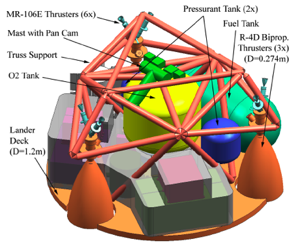 MR-106E Thrusters (6x)
Mast with Pan Cam
Truss Support
O2 Tank
Lander
Deck
(D=1.2m)
Pressurant Tank (2x)
Fuel Tank
R-4D Biprop.
Thrusters (3x)
(D=0.274m)